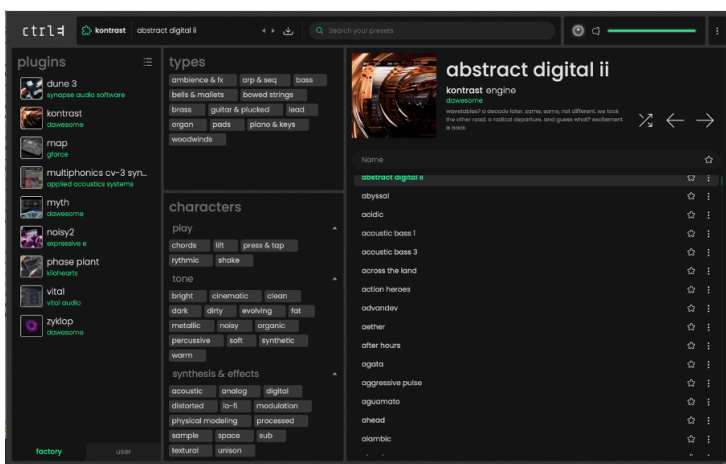 ctrl
kontrast abstract digital ii Search your presets
plugins
dune 3
synapse audio software
kontrast
dawesome
map
gforce
multiphonics cv-3 syn...
applied acoustics systems
myth
dawesome
noisy2
expressive e
phase plant
kilohearts
vital
vital audio
zyklop
dawesome
factory user
types
ambience & fx arp & seq bass
bells & mallets bowed strings
brass guitar & plucked lead
organ pads piano & keys
woodwinds
characters
play
chords lift press & tap
rythmic shake
tone
bright cinematic clean
dark dirty evolving fat
metallic noisy organic
percussive soft synthetic
warm
synthesis & effects
acoustic analog digital
distorted lo-fi modulation
physical modeling processed
sample space sub
textural unison
abstract digital ii
kontrast engine
dawesome
wavetables? a decade later. same, same, not different. we took
the other road. a radical departure. and guess what? excitement
is back.
Name
abstract digital ii
abyssal
acidic
acoustic bass 1
acoustic bass 3
across the land
action heroes
advandev
aether
after hours
agata
aggressive pulse
aguamato
ahead
alambic